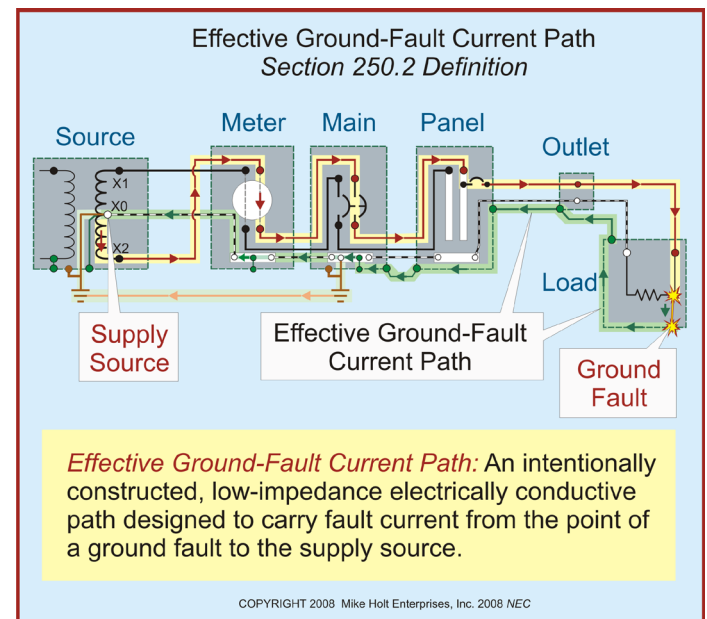 Effective Ground-Fault Current Path
Section 250.2 Definition
Source
Meter
Main
Panel
Outlet
X1
X0
X2
Load
Supply
Source
Effective Ground-Fault
Current Path
Ground
Fault
Effective Ground-Fault Current Path: An intentionally
constructed, low-impedance electrically conductive
path designed to carry fault current from the point of
a ground fault to the supply source.
COPYRIGHT 2008 Mike Holt Enterprises, Inc. 2008 NEC